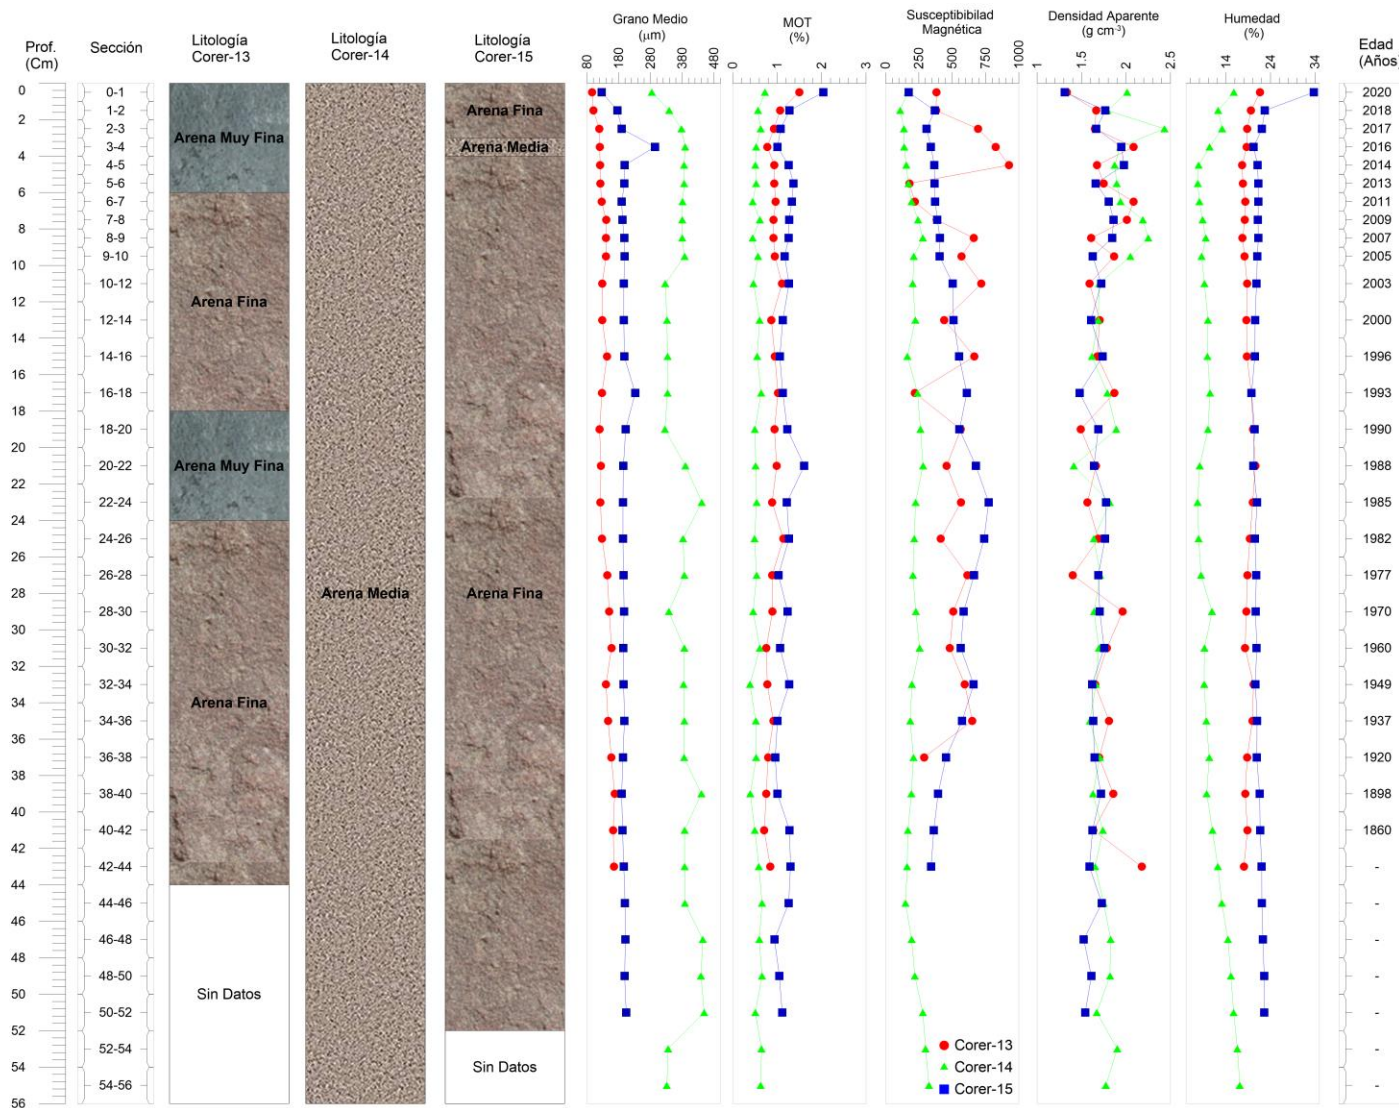 Prof.
(Cm)
Sección
Litología
Corer-13
Litología
Corer-14
Litología
Corer-15
Grano Medio
(μm)
MOT
(%)
Susceptibibilad
Magnética
Densidad Aparente
(g cm-3)
Humedad
(%)
Edad
(Años)
80 180 280 380 480
0 1 2 3
0 250 500 750 1000
1 1.5 2 2.5
14 24 34
0
2
4
6
8
10
12
14
16
18
20
22
24
26
28
30
32
34
36
38
40
42
44
46
48
50
52
54
56
0-1
1-2
2-3
3-4
4-5
5-6
6-7
7-8
8-9
9-10
10-12
12-14
14-16
16-18
18-20
20-22
22-24
24-26
26-28
28-30
30-32
32-34
34-36
36-38
38-40
40-42
42-44
44-46
46-48
48-50
50-52
52-54
54-56
Arena Muy Fina
Arena Fina
Arena Muy Fina
Arena Fina
Sin Datos
Arena Media
Arena Fina
Arena Media
Arena Fina
Sin Datos
Corer-13
Corer-14
Corer-15
2020
2018
2017
2016
2014
2013
2011
2009
2007
2005
2003
2000
1996
1993
1990
1988
1985
1982
1977
1970
1960
1949
1937
1920
1898
1860
-
-
-
-
-
-
-